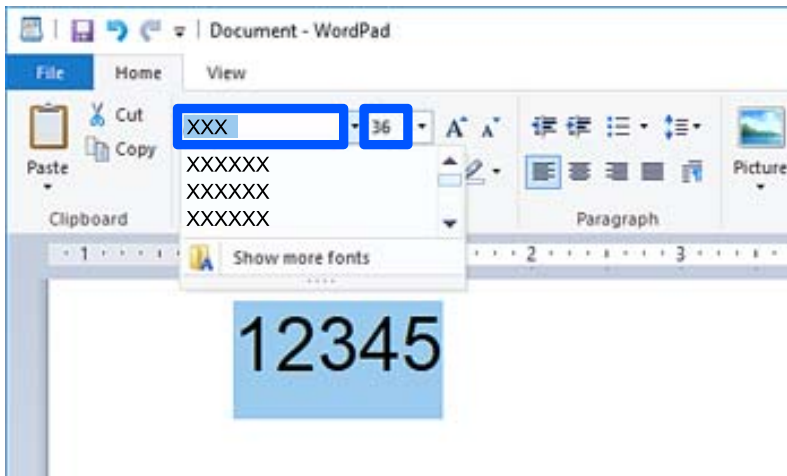 Document - WordPad
File Home View
Cut
Copy
Paste
XXX 36 A A
XXXXXX
XXXXXX
XXXXXX
Show more fonts
Picture
Clipboard
Paragraph
1 2 3
12345